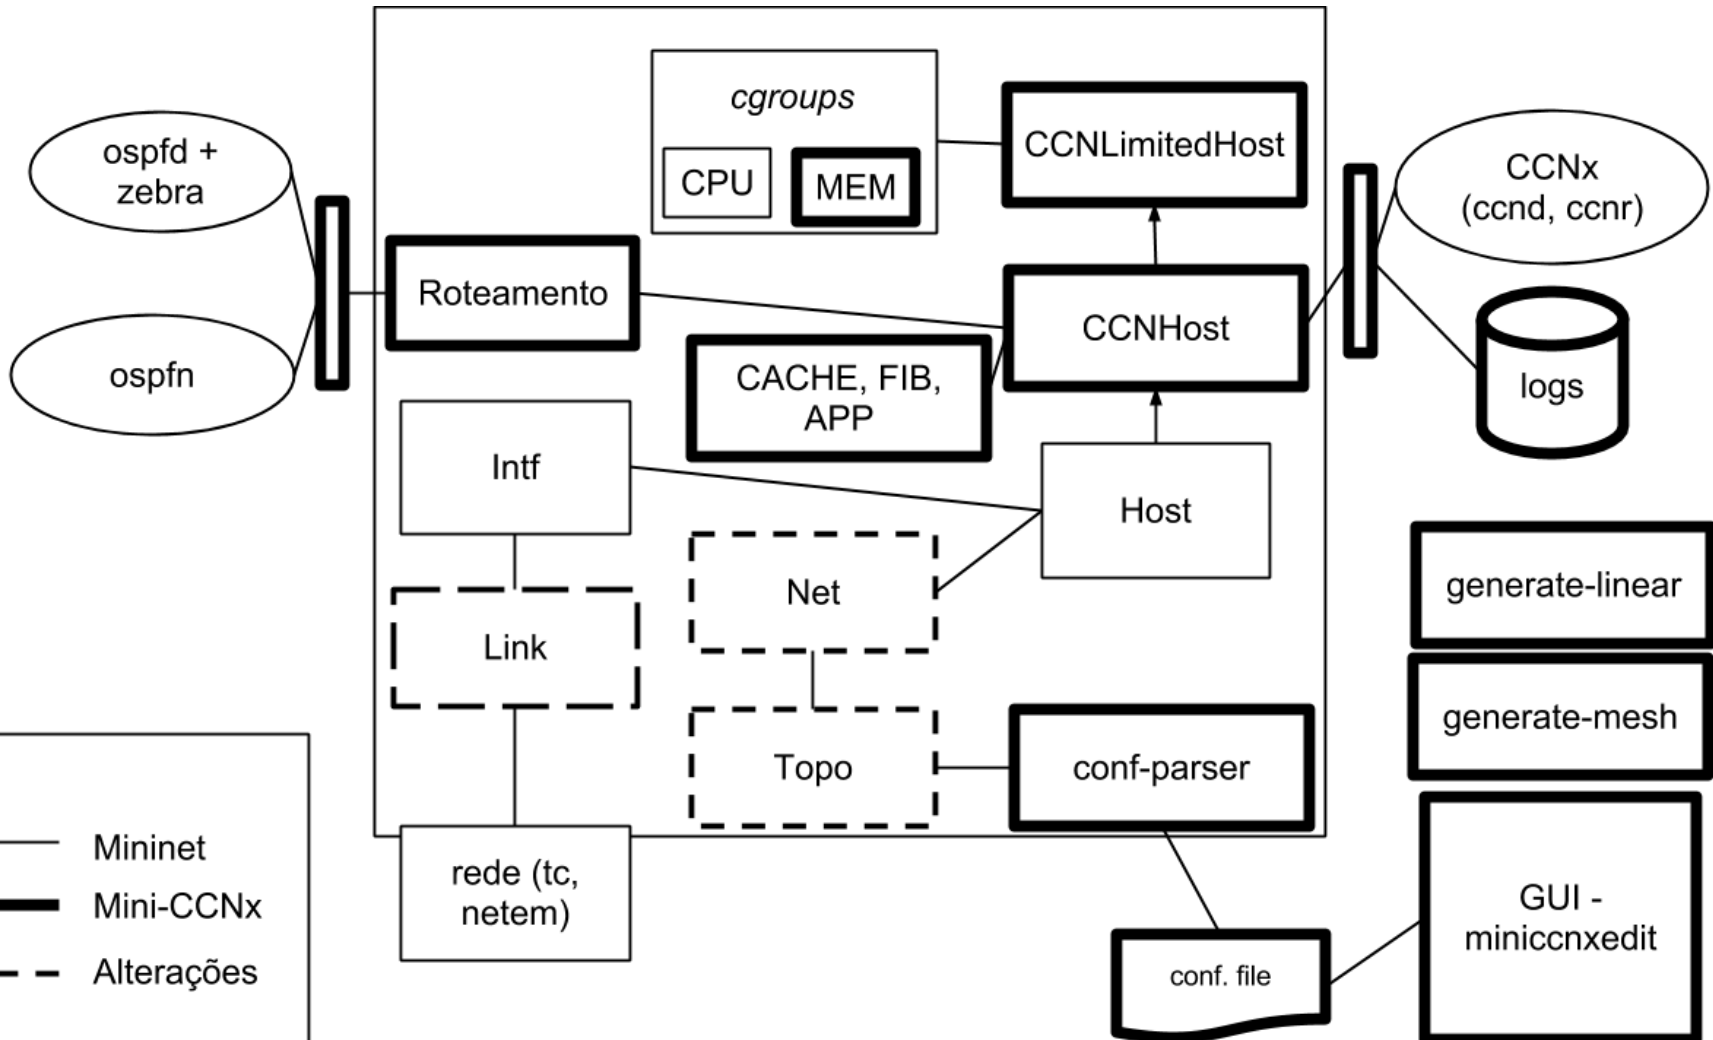 cgroups
CPU
MEM
CCNLimitedHost
ospfd +
zebra
CCNx
(ccnd, ccnr)
Roteamento
CCNHost
ospfn
CACHE, FIB,
APP
logs
Intf
Host
Net
Link
generate-linear
generate-mesh
Topo
conf-parser
rede (tc,
netem)
GUI -
miniccnxedit
conf. file
Mininet
Mini-CCNx
Alterações